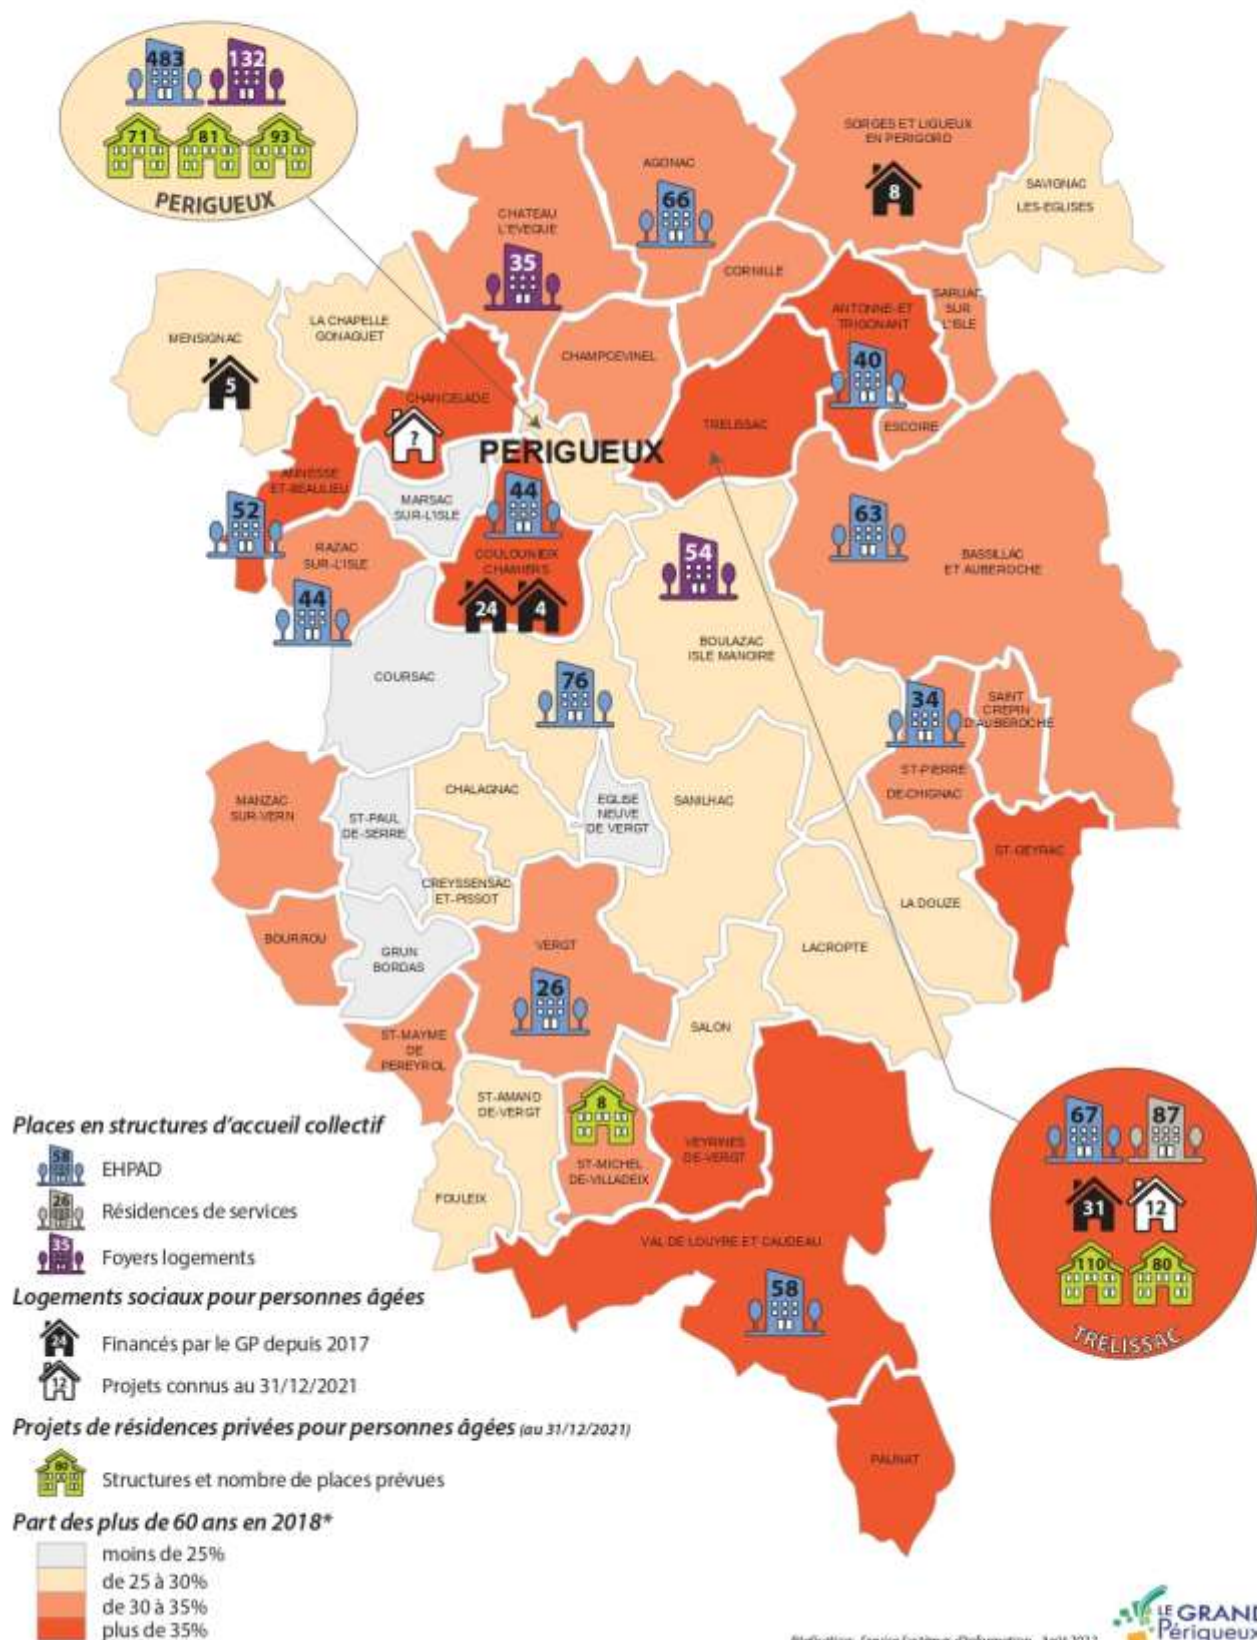 483 132
71 81 93
PERIGUEUX
SORGES ET LIGUEUX
EN PERIGORD
8
SAVIGNAC
LES-EGLISES
AGONAC
66
CHATEAU
L'EVEQUE
35
CORNILLE
ANTONNE-ET
TRIGONANT
40
SARLIAC
SUR
L'ISLE
MENSIGNAC
5
LA CHAPELLE
GONAGUET
CHAMPCEVINEL
CHANCELADE
?
PERIGUEUX
TRELISSAC
ESCOIRE
ANNESSE
ET-BEAULIEU
52
MARSAC
SUR-L'ISLE
44
COULOUNIEIX
CHAMIERS
24 4
RAZAC
SUR-L'ISLE
44
54
63
BASSILLAC
ET AUBEROCHE
BOULAZAC
ISLE MANOIRE
COURSAC
76
34
SAINT
CREPIN
D'AUBEROCHE
ST-PIERRE
DE-CHIGNAC
MANZAC
SUR-VERN
ST-PAUL
DE-SERRE
CHALAGNAC
EGLISE
NEUVE
DE VERGT
SANILHAC
ST-GEYRAC
CREYSSENSAC
ET-PISSOT
LA DOUZE
BOURROU
GRUN
BORDAS
VERGT
26
LACROPTE
SALON
ST-MAYME
DE
PEREYROL
ST-AMAND
DE-VERGT
8
ST-MICHEL
DE-VILLADEIX
VEYRINES
DE-VERGT
FOULEIX
VAL DE LOUYRE ET CAUDEAU
58
PAUNAT
67 87
31 12
110 80
TRELISSAC
Places en structures d'accueil collectif
58 EHPAD
26 Résidences de services
35 Foyers logements
Logements sociaux pour personnes âgées
24 Financés par le GP depuis 2017
12 Projets connus au 31/12/2021
Projets de résidences privées pour personnes âgées (au 31/12/2021)
80 Structures et nombre de places prévues
Part des plus de 60 ans en 2018*
moins de 25%
de 25 à 30%
de 30 à 35%
plus de 35%
LE GRAND
Périgueux